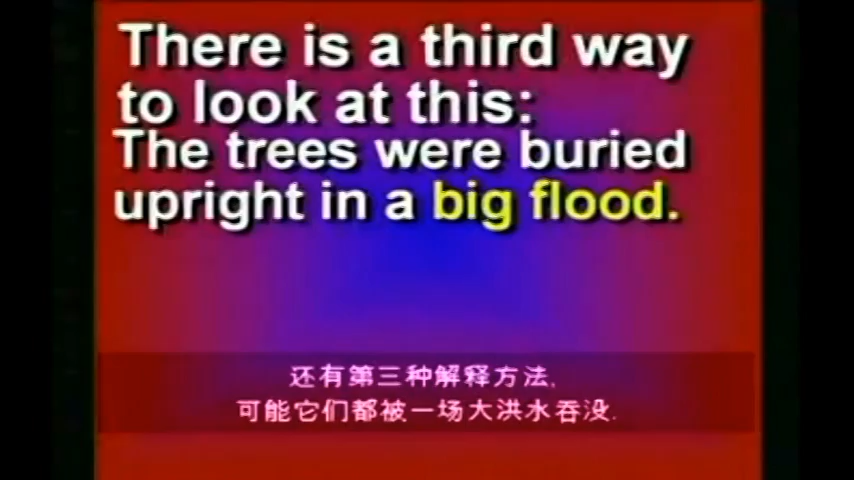 There is a third way
to look at this:
The trees were buried
upright in a big flood.
还有第三种解释方法,
可能它们都被一场大洪水吞没.